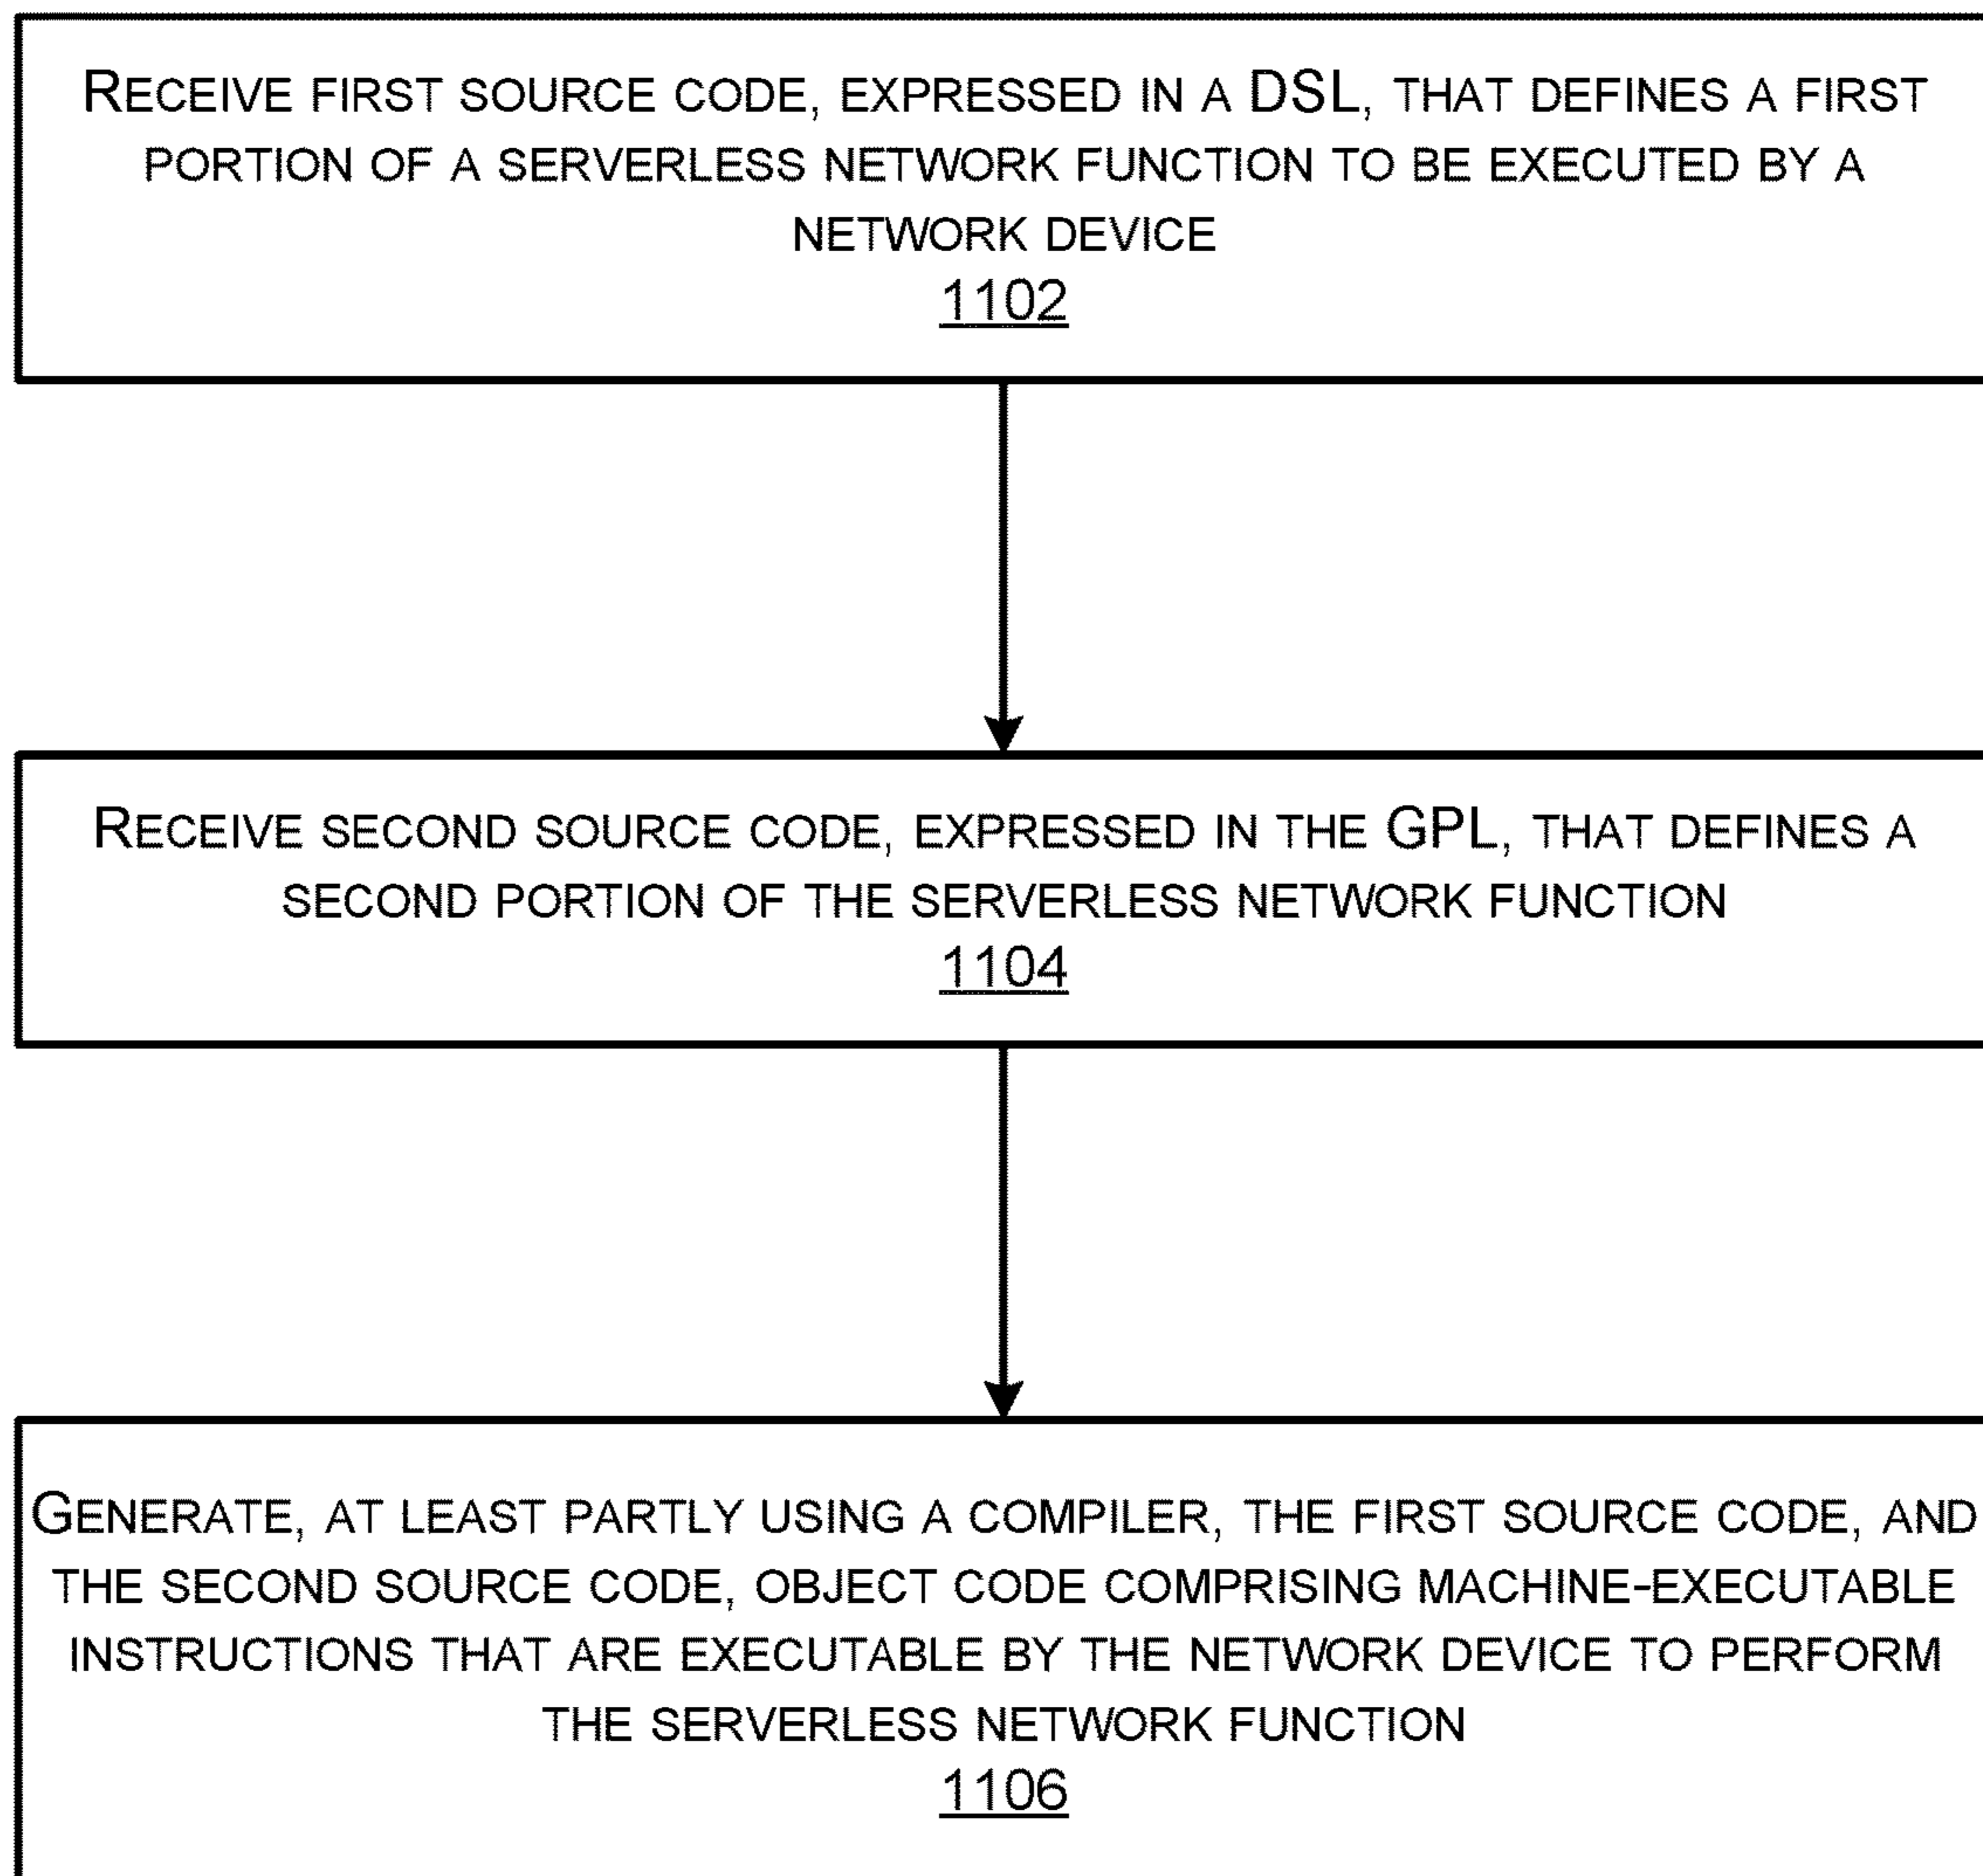 RECEIVE FIRST SOURCE CODE, EXPRESSED IN A DSL, THAT DEFINES A FIRST
PORTION OF A SERVERLESS NETWORK FUNCTION TO BE EXECUTED BY A
NETWORK DEVICE
1102
RECEIVE SECOND SOURCE CODE, EXPRESSED IN THE GPL, THAT DEFINES A
SECOND PORTION OF THE SERVERLESS NETWORK FUNCTION
1104
GENERATE, AT LEAST PARTLY USING A COMPILER, THE FIRST SOURCE CODE, AND
THE SECOND SOURCE CODE, OBJECT CODE COMPRISING MACHINE-EXECUTABLE
INSTRUCTIONS THAT ARE EXECUTABLE BY THE NETWORK DEVICE TO PERFORM
THE SERVERLESS NETWORK FUNCTION
1106